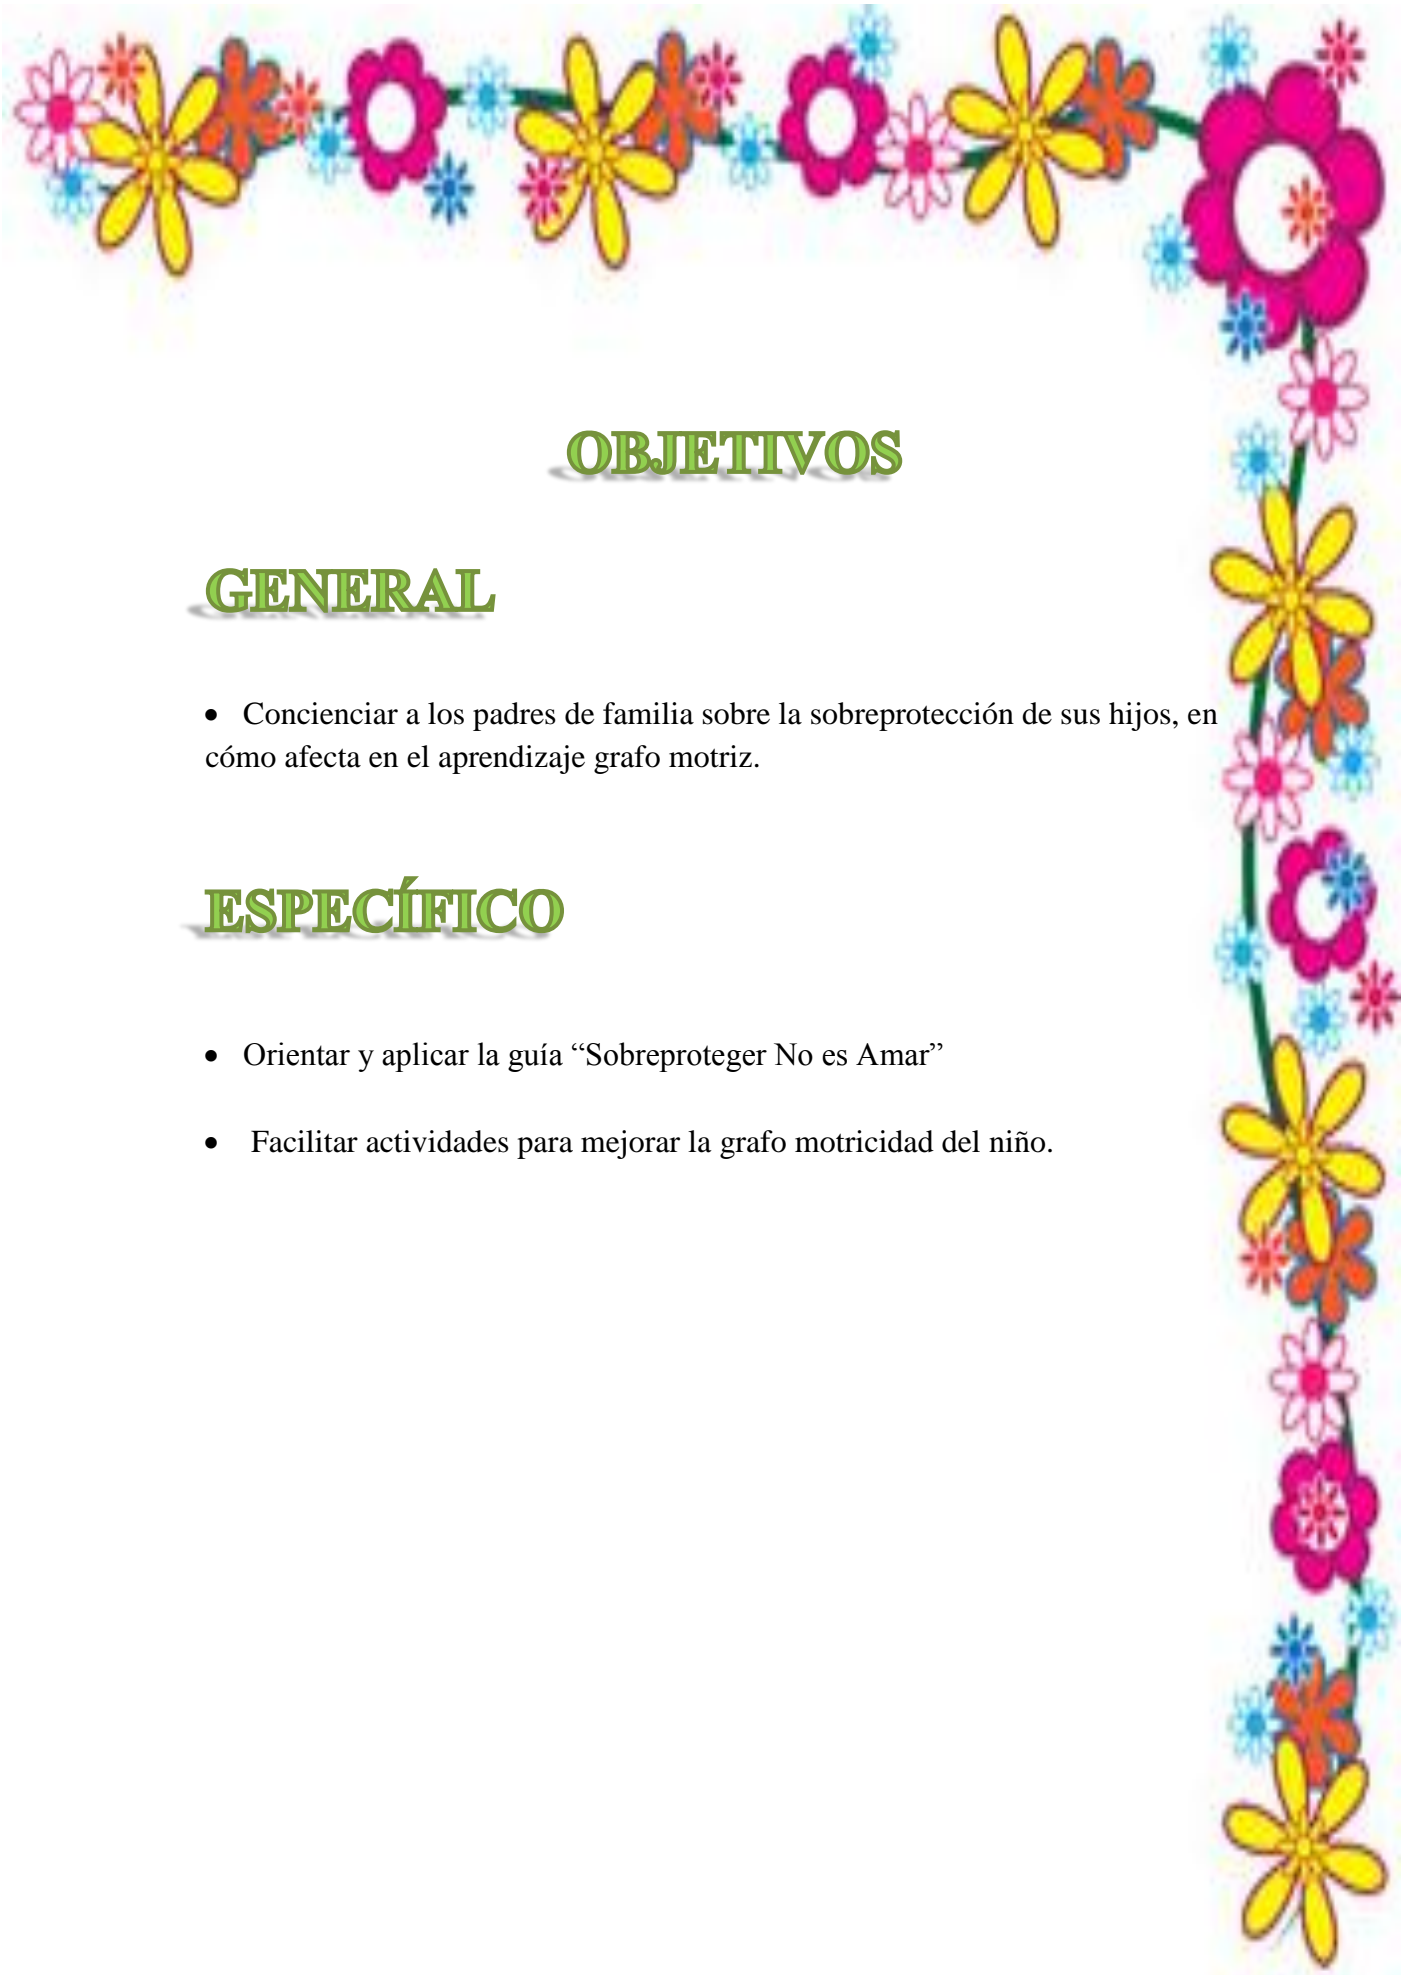 OBJETIVOS
GENERAL
• Concienciar a los padres de familia sobre la sobreprotección de sus hijos, en
cómo afecta en el aprendizaje grafo motriz.
ESPECÍFICO
• Orientar y aplicar la guía “Sobreproteger No es Amar”
• Facilitar actividades para mejorar la grafo motricidad del niño.